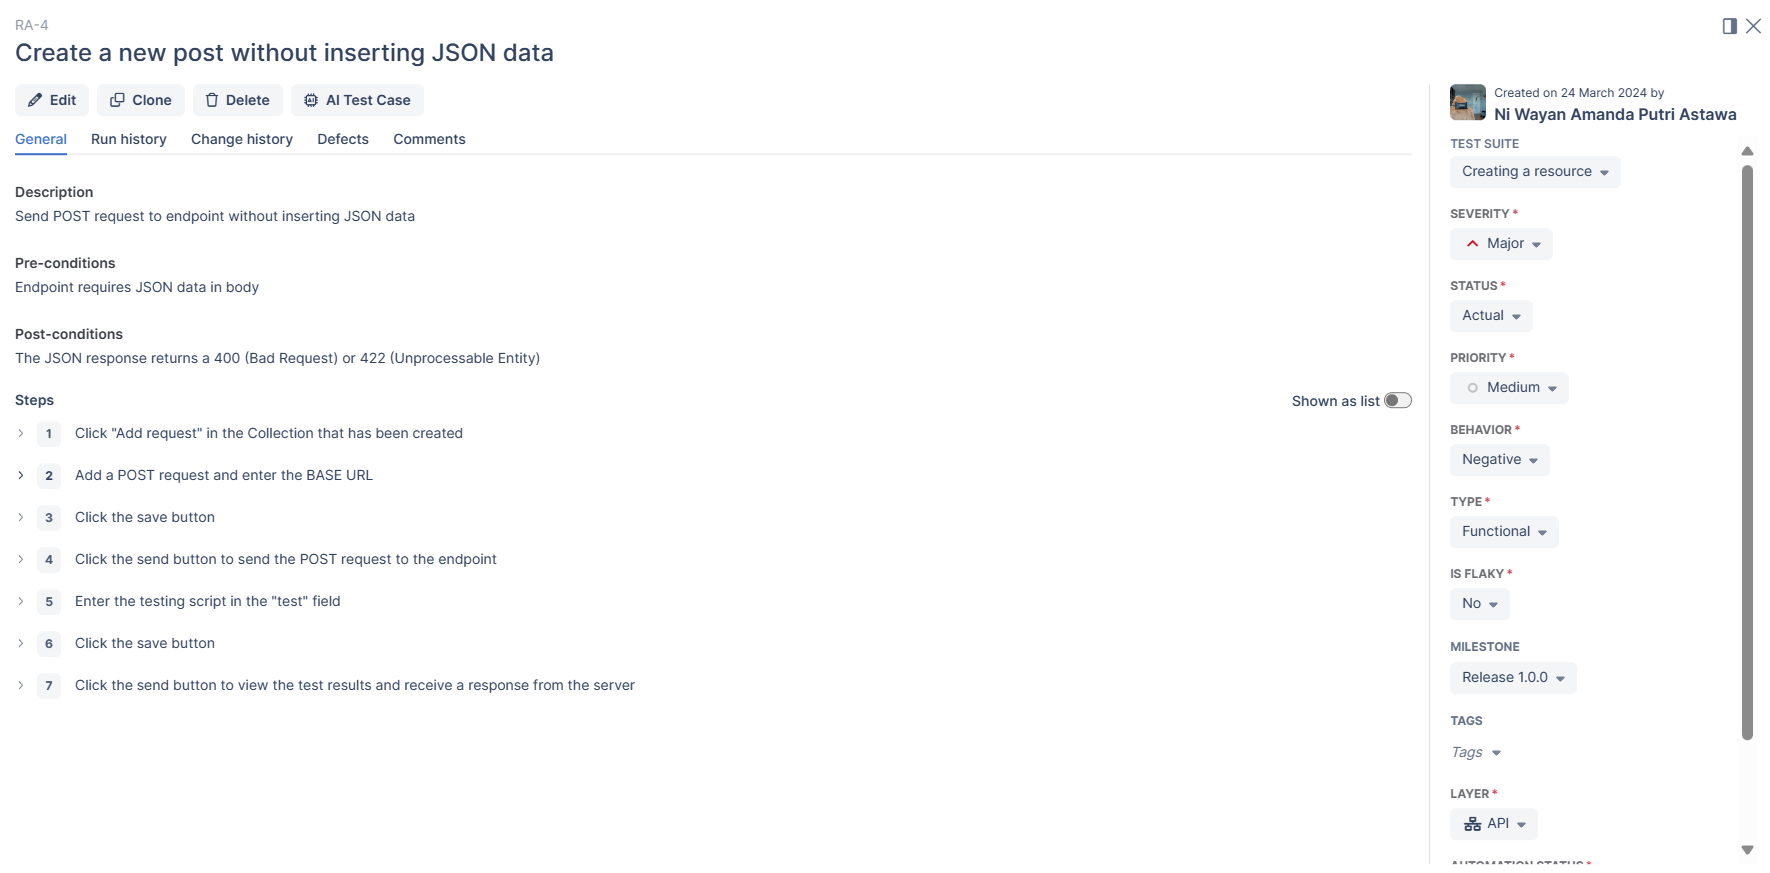 RA-4
Create a new post without inserting JSON data
Edit
Clone
Delete
AI Test Case
General
Run history
Change history
Defects
Comments
Description
Send POST request to endpoint without inserting JSON data
Pre-conditions
Endpoint requires JSON data in body
Post-conditions
The JSON response returns a 400 (Bad Request) or 422 (Unprocessable Entity)
Steps
Shown as list
1 Click "Add request" in the Collection that has been created
2 Add a POST request and enter the BASE URL
3 Click the save button
4 Click the send button to send the POST request to the endpoint
5 Enter the testing script in the "test" field
6 Click the save button
7 Click the send button to view the test results and receive a response from the server
Created on 24 March 2024 by
Ni Wayan Amanda Putri Astawa
TEST SUITE
Creating a resource
SEVERITY*
Major
STATUS*
Actual
PRIORITY*
Medium
BEHAVIOR*
Negative
TYPE*
Functional
IS FLAKY*
No
MILESTONE
Release 1.0.0
TAGS
Tags
LAYER*
API
AUTOMATION STATUS*